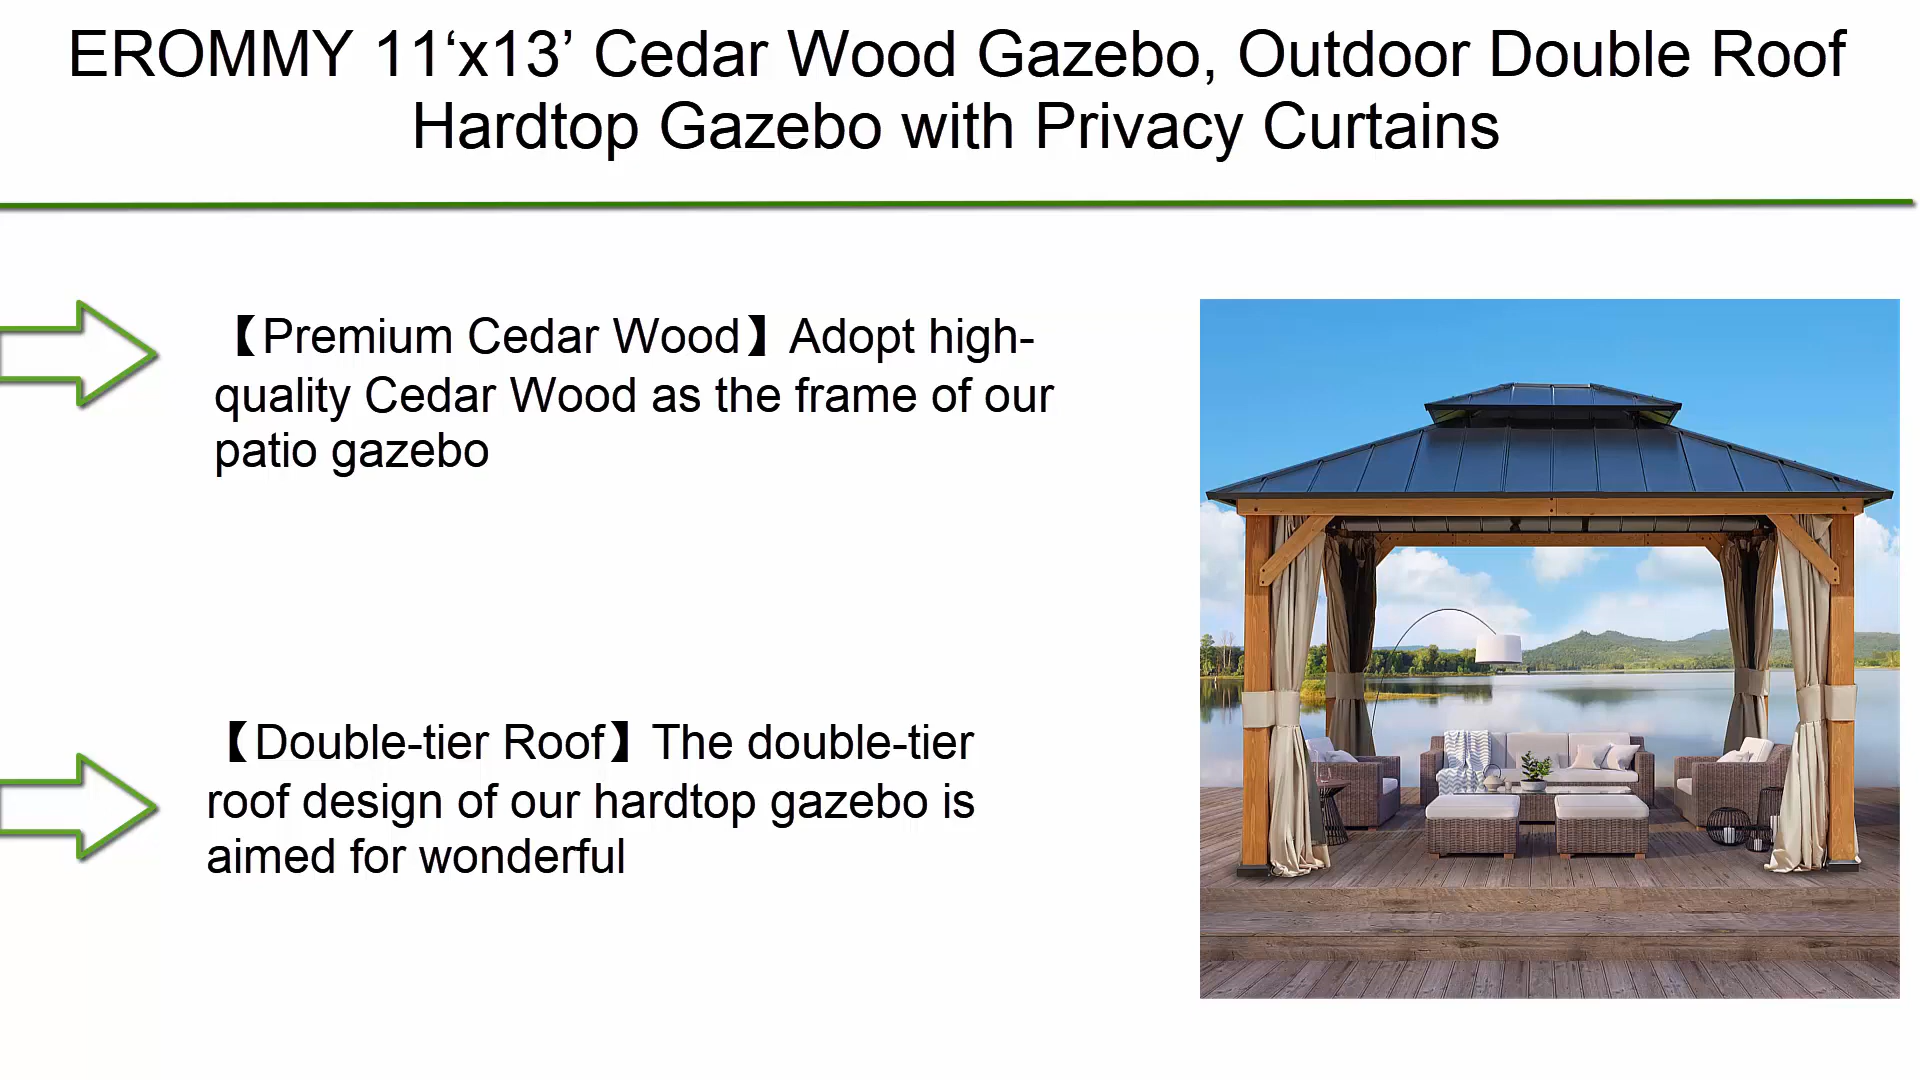 EROMMY 11‘x13’ Cedar Wood Gazebo, Outdoor Double Roof
Hardtop Gazebo with Privacy Curtains
【Premium Cedar Wood】Adopt high-
quality Cedar Wood as the frame of our
patio gazebo
【Double-tier Roof】The double-tier
roof design of our hardtop gazebo is
aimed for wonderful